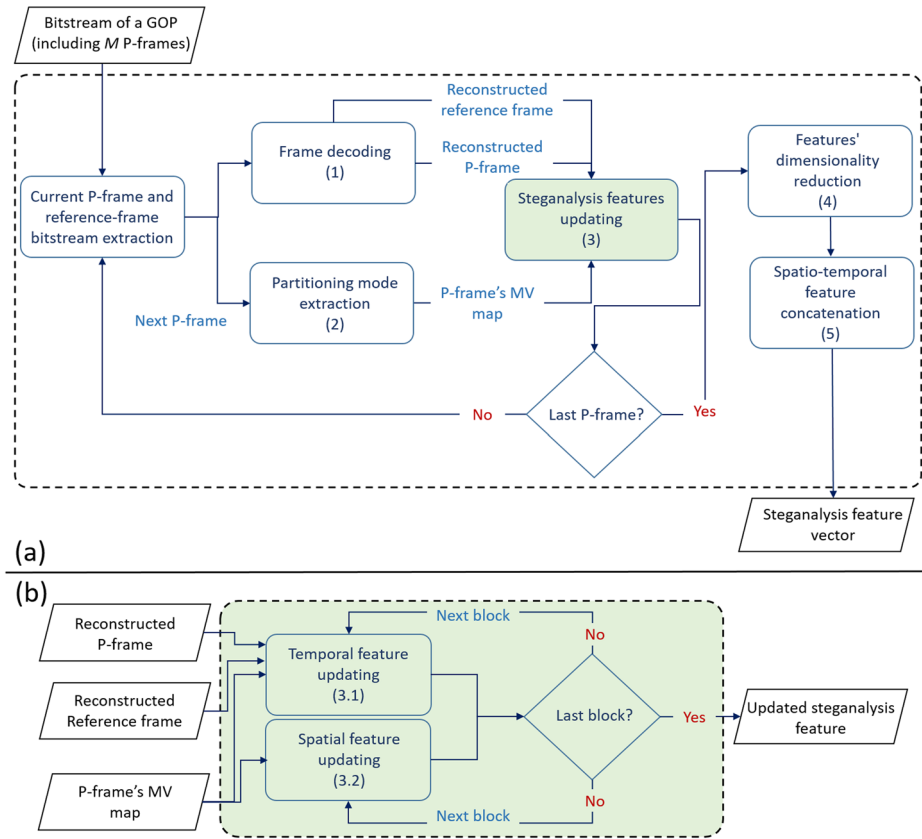 Bitstream of a GOP
(including M P-frames)
Reconstructed
reference frame
Frame decoding
(1)
Reconstructed
P-frame
Features'
dimensionality
reduction
(4)
Current P-frame and
reference-frame
bitstream extraction
Steganalysis features
updating
(3)
Partitioning mode
extraction
(2)
P-frame's MV
map
Spatio-temporal
feature
concatenation
(5)
Next P-frame
No
Last P-frame?
Yes
Steganalysis feature
vector
(a)
(b)
Reconstructed
P-frame
Reconstructed
Reference frame
P-frame's MV
map
Next block
No
Temporal feature
updating
(3.1)
Spatial feature
updating
(3.2)
Last block?
Yes
No
Next block
Updated steganalysis
feature